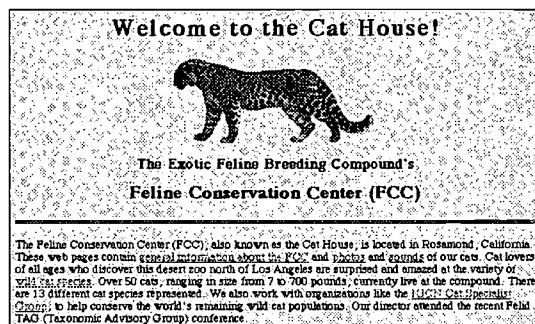 Welcome to the Cat House!
The Exotic Feline Breeding Compound's
Feline Conservation Center (FCC)
The Feline Conservation Center (FCC), also known as the Cat House, is located in Rosamond, California.
These web pages contain general information about the FCC and photos and sounds of our cats. Cat lovers
of all ages who discover this desert zoo north of Los Angeles are surprised and amazed at the variety of
wild cat species. Over 50 cats, ranging in size from 7 to 700 pounds, currently live at the compound. There
are 13 different cat species represented. We also work with organizations like the IUCN Cat Specialist
Group, to help conserve the world's remaining wild cat populations. Our director attended the recent Felid
TAG (Taxonomic Advisory Group) conference.